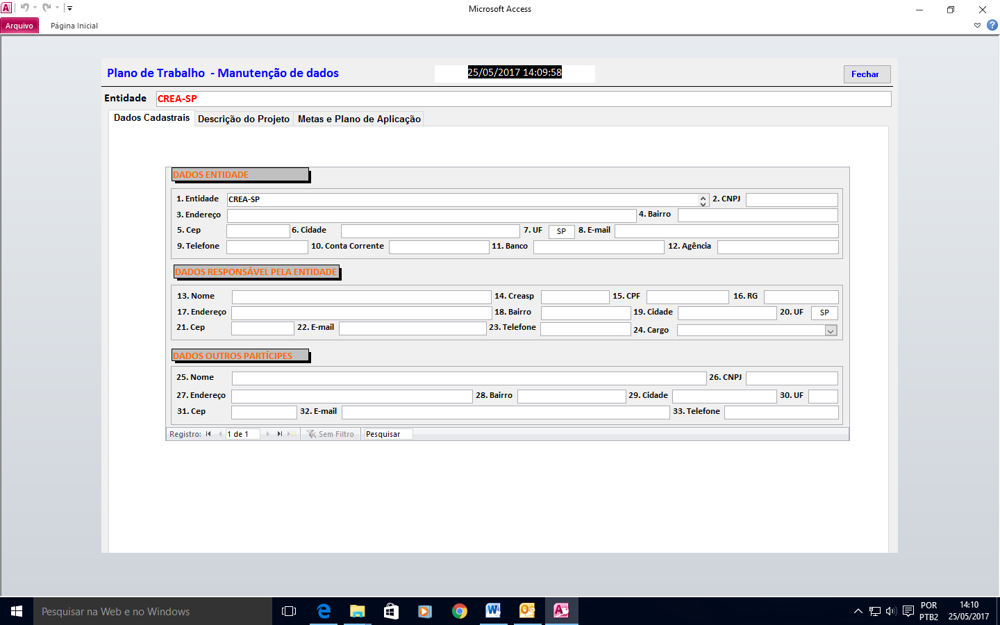 Microsoft Access
Arquivo Página Inicial
Plano de Trabalho - Manutenção de dados 25/05/2017 14:09:58 Fechar
Entidade CREA-SP
Dados Cadastrais Descrição do Projeto Metas e Plano de Aplicação
DADOS ENTIDADE
1. Entidade CREA-SP 2. CNPJ
3. Endereço 4. Bairro
5. Cep 6. Cidade 7. UF SP 8. E-mail
9. Telefone 10. Conta Corrente 11. Banco 12. Agência
DADOS RESPONSÁVEL PELA ENTIDADE
13. Nome 14. Creasp 15. CPF 16. RG
17. Endereço 18. Bairro 19. Cidade 20. UF SP
21. Cep 22. E-mail 23. Telefone 24. Cargo
DADOS OUTROS PARTÍCIPES
25. Nome 26. CNPJ
27. Endereço 28. Bairro 29. Cidade 30. UF
31. Cep 32. E-mail 33. Telefone
Registro: 1 de 1 Sem Filtro Pesquisar
Pesquisar na Web e no Windows
POR
PTB2
14:10
25/05/2017